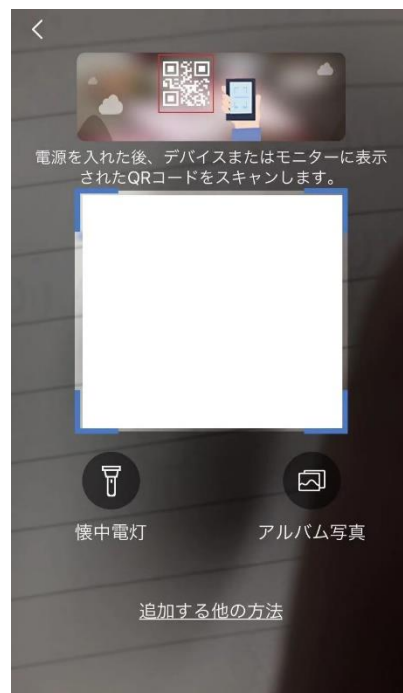 電源を入れた後、デバイスまたはモニターに表示
されたQRコードをスキャンします。
懐中電灯
アルバム写真
追加する他の方法